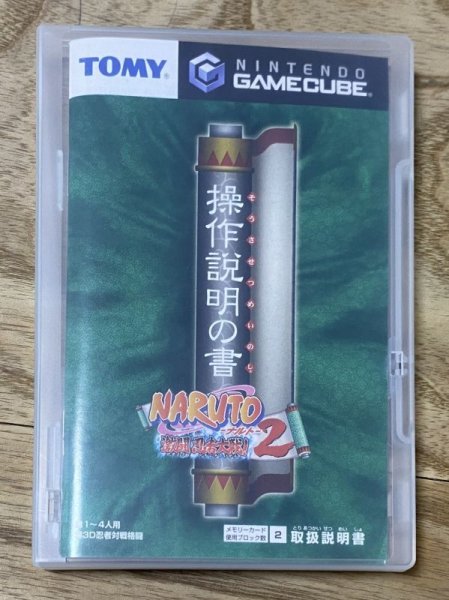 TOMY®
NINTENDO
GAMECUBE®
操作説明の書
そうさせつめいのしょ
NARUTO
-ナルト-
激闘忍者大戦!
2
1~4人用
3D忍者対戦格闘
メモリーカード
使用ブロック数
2
とりあつかいせつめいしょ
取扱説明書